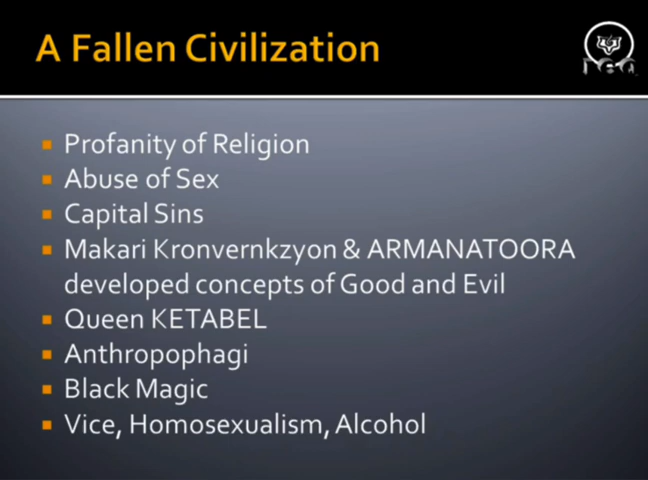 A Fallen Civilization
Profanity of Religion
Abuse of Sex
Capital Sins
Makari Kronvernkzyon & ARMANATOORA
developed concepts of Good and Evil
Queen KETABEL
Anthropophagi
Black Magic
Vice, Homosexualism, Alcohol